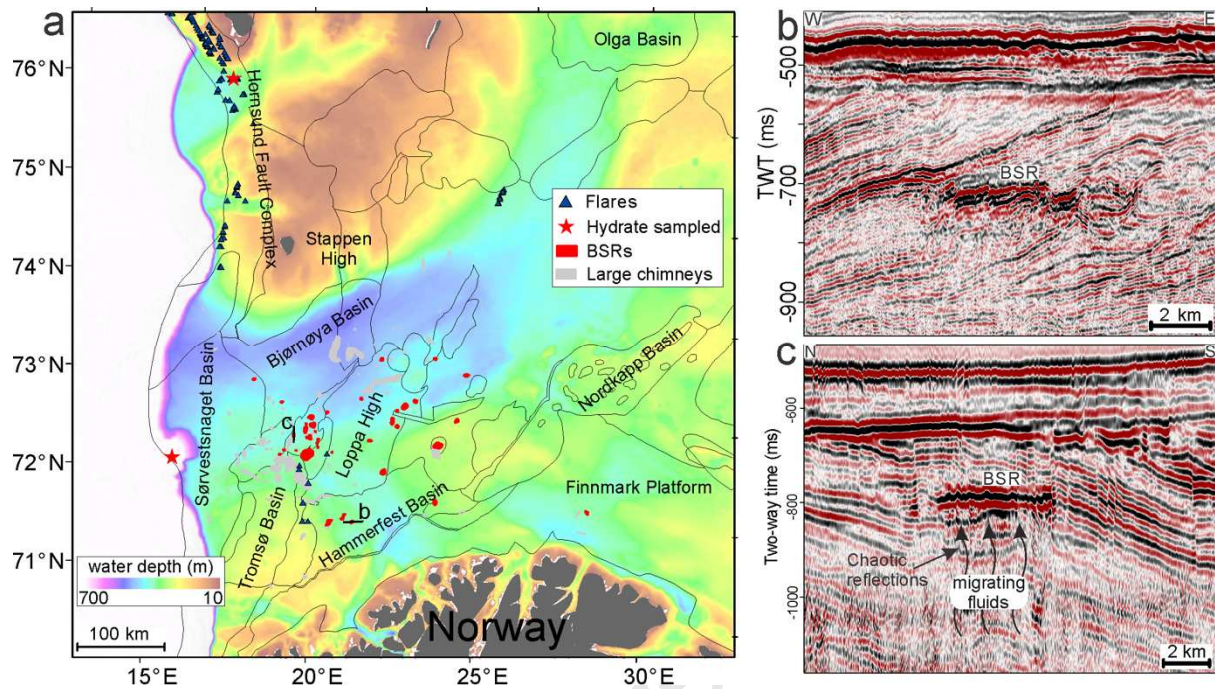 a
76°N
75°N
74°N
73°N
72°N
71°N
15°E
20°E
25°E
30°E
Olga Basin
Hornsund Fault Complex
Stappen
High
Flares
Hydrate sampled
BSRs
Large chimneys
Bjørnøya Basin
Sørvestsnaget Basin
Nordkapp Basin
c
Loppa High
b
Tromsø Basin
Hammerfest Basin
Finnmark Platform
water depth (m)
700
10
100 km
Norway
b
W
E
TWT (ms)
-500
-700
-900
BSR
2 km
c
N
S
Two-way time (ms)
-600
-800
-1000
BSR
Chaotic
reflections
migrating
fluids
2 km